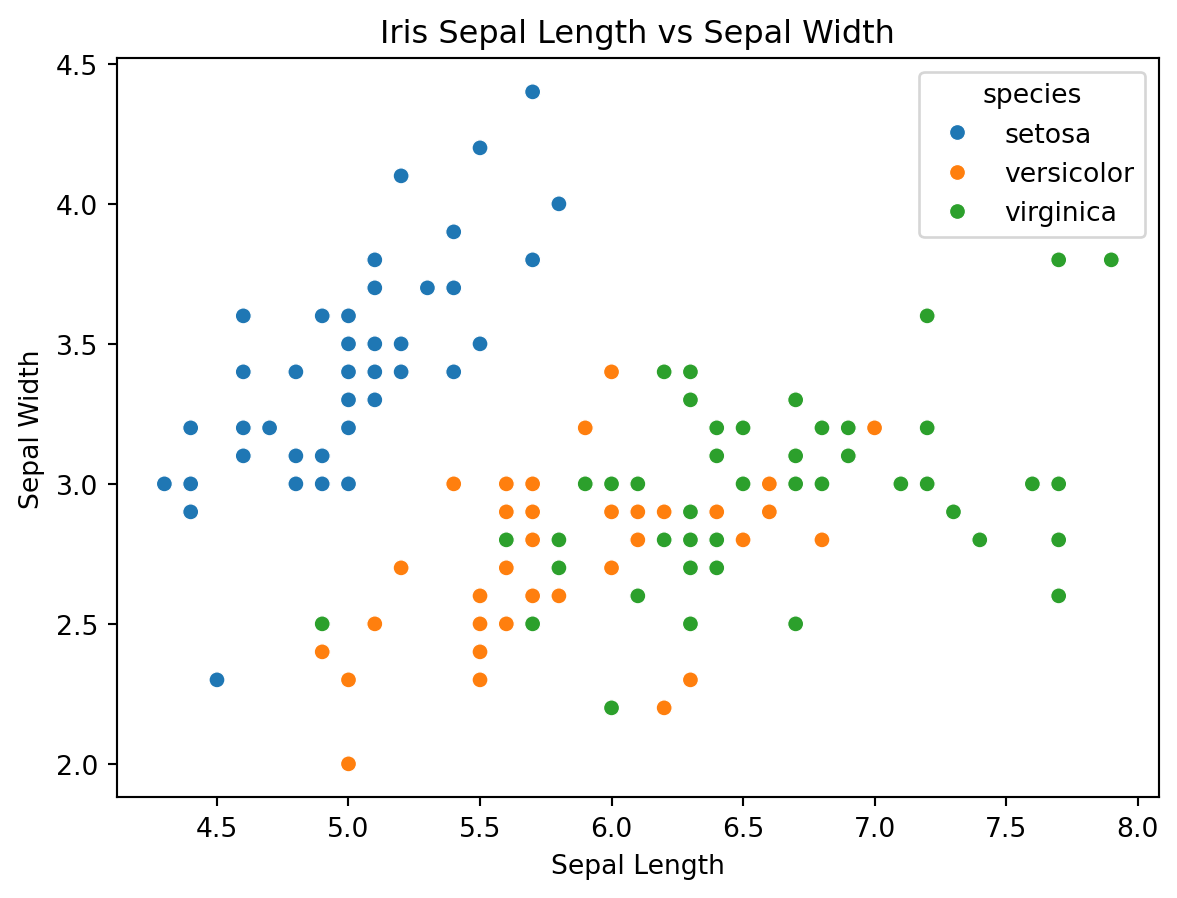 Iris Sepal Length vs Sepal Width
species
setosa
versicolor
virginica
Sepal Width
4.5
4.0
3.5
3.0
2.5
2.0
4.5 5.0 5.5 6.0 6.5 7.0 7.5 8.0
Sepal Length